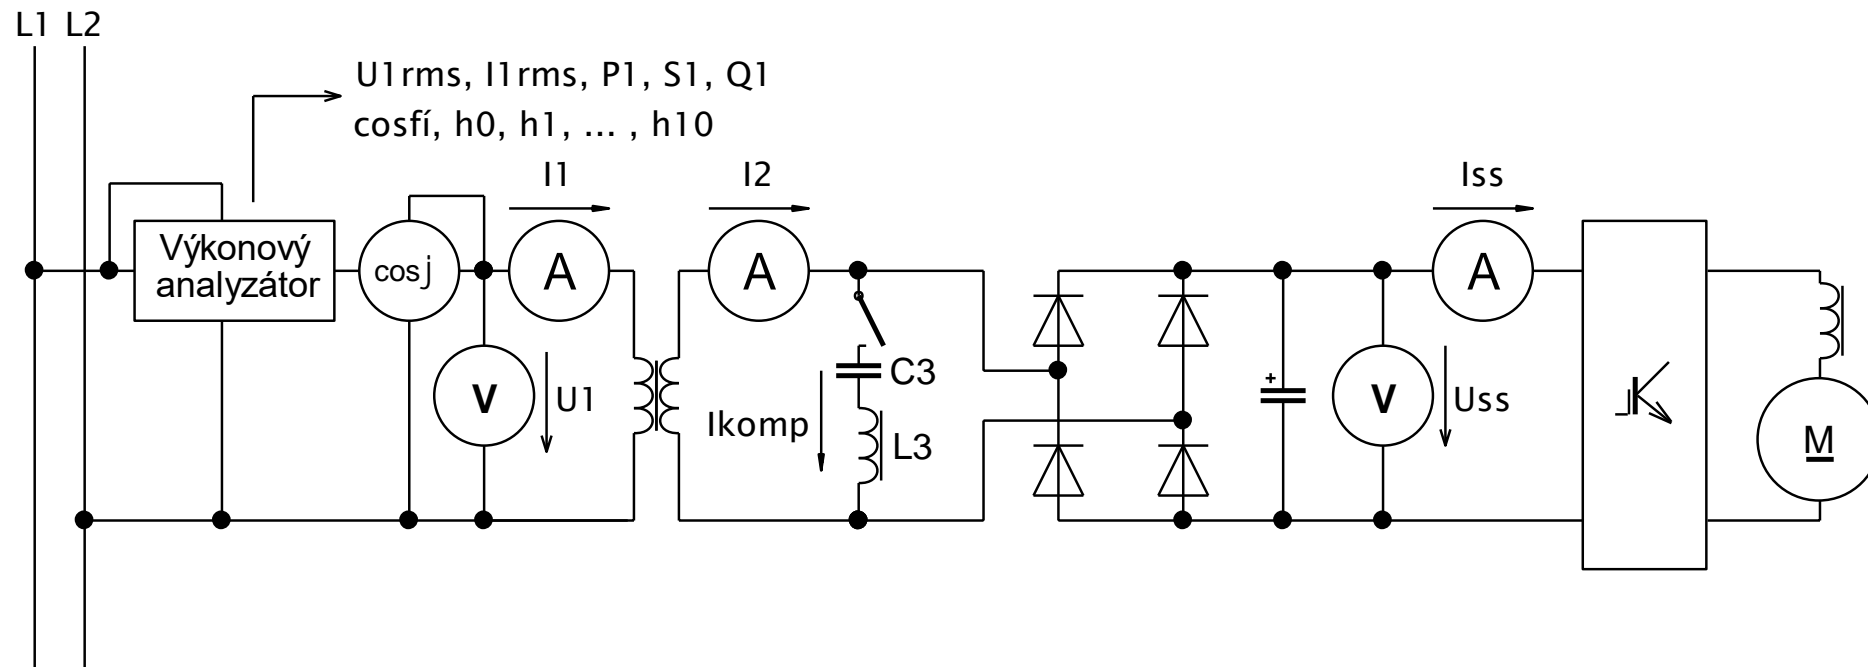 L1 L2
U1rms, I1rms, P1, S1, Q1
cosfí, h0, h1, ... , h10
I1
I2
Iss
Výkonový
analyzátor
cosj
A
A
A
V
U1
C3
Ikomp
L3
+
V
Uss
M